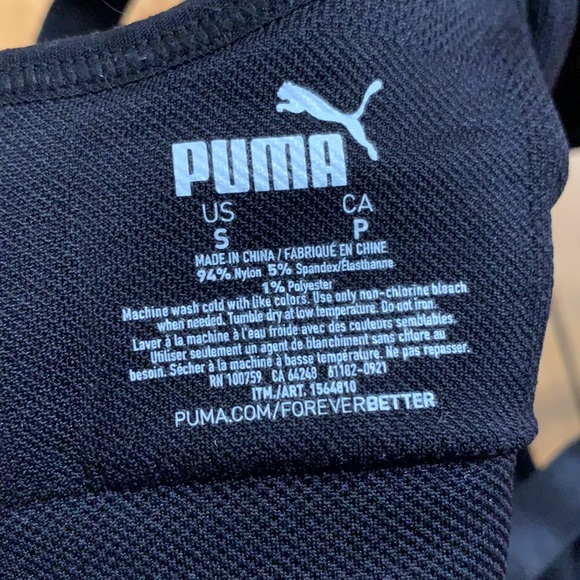 PUMA
US CA
S P
MADE IN CHINA / FABRIQUÉ EN CHINE
94% Nylon 5% Spandex/Élasthanne
1% Polyester
Machine wash cold with like colors. Use only non-chlorine bleach
when needed. Tumble dry at low temperature. Do not iron.
Laver à la machine à l'eau froide avec des couleurs semblables.
Utiliser seulement un agent de blanchiment sans chlore au
besoin. Sécher à la machine à basse température. Ne pas repasser.
RN 100759 CA 64248 61182-0921
ITM./ART. 1564810
PUMA.COM/FOREVERBETTER